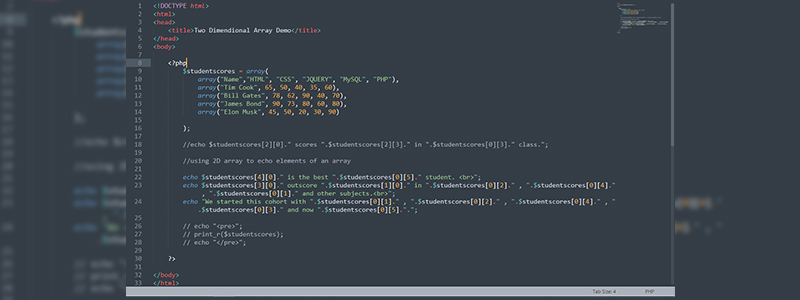 1 <!DOCTYPE html>
2 <html>
3 <head>
4 <title>Two Dimendional Array Demo</title>
5 </head>
6 <body>
7
8 <?php
9 $studentscores = array(
10 array("Name","HTML", "CSS", "JQUERY", "MySQL", "PHP"),
11 array("Tim Cook", 65, 50, 40, 35, 60),
12 array("Bill Gates", 78, 62, 90, 40, 70),
13 array("James Bond", 90, 73, 80, 60, 80),
14 array("Elon Musk", 45, 50, 20, 30, 90)
15
16 );
17
18 //echo $studentscores[2][0]." scores ".$studentscores[2][3]." in ".$studentscores[0][3]." class.";
19
20 //using 2D array to echo elements of an array
21
22 echo $studentscores[4][0]." is the best ".$studentscores[0][5]." student. <br>";
23 echo $studentscores[3][0]." outscore ".$studentscores[1][0]." in ".$studentscores[0][2]." , ".$studentscores[0][4]."
, ".$studentscores[0][1]." and other subjects.<br>";
24 echo "We started this cohort with ".$studentscores[0][1]." , ".$studentscores[0][2]." , ".$studentscores[0][4]." , "
.$studentscores[0][3]." and now ".$studentscores[0][5].".";
25
26 // echo "<pre>";
27 // print_r($studentscores);
28 // echo "</pre>";
29
30 ?>
31
32 </body>
33 </html>
Tab Size: 4 PHP